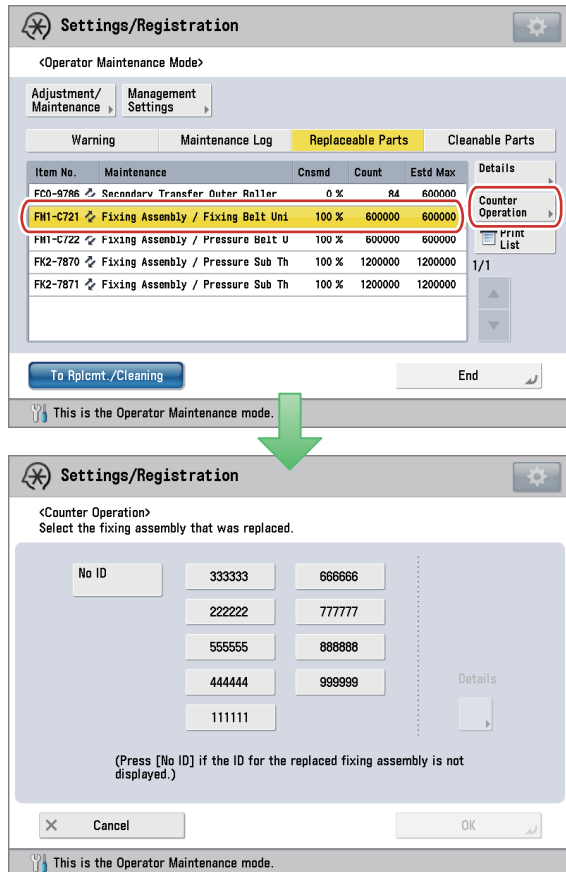 Settings/Registration
<Operator Maintenance Mode>
Adjustment/ Maintenance
Management Settings
Warning Maintenance Log Replaceable Parts Cleanable Parts
Item No. Maintenance Cnsmd Count Estd Max
Details
FC0-9786 Secondary Transfer Outer Roller 0 % 84 600000
Counter Operation
FM1-C721 Fixing Assembly / Fixing Belt Uni 100 % 600000 600000
FM1-C722 Fixing Assembly / Pressure Belt U 100 % 600000 600000
Print List
FK2-7870 Fixing Assembly / Pressure Sub Th 100 % 1200000 1200000
1/1
FK2-7871 Fixing Assembly / Pressure Sub Th 100 % 1200000 1200000
To Rplcmt./Cleaning
End
This is the Operator Maintenance mode.
Settings/Registration
<Counter Operation>
Select the fixing assembly that was replaced.
No ID 333333 666666
222222 777777
555555 888888
444444 999999
Details
111111
(Press [No ID] if the ID for the replaced fixing assembly is not
displayed.)
Cancel
OK
This is the Operator Maintenance mode.